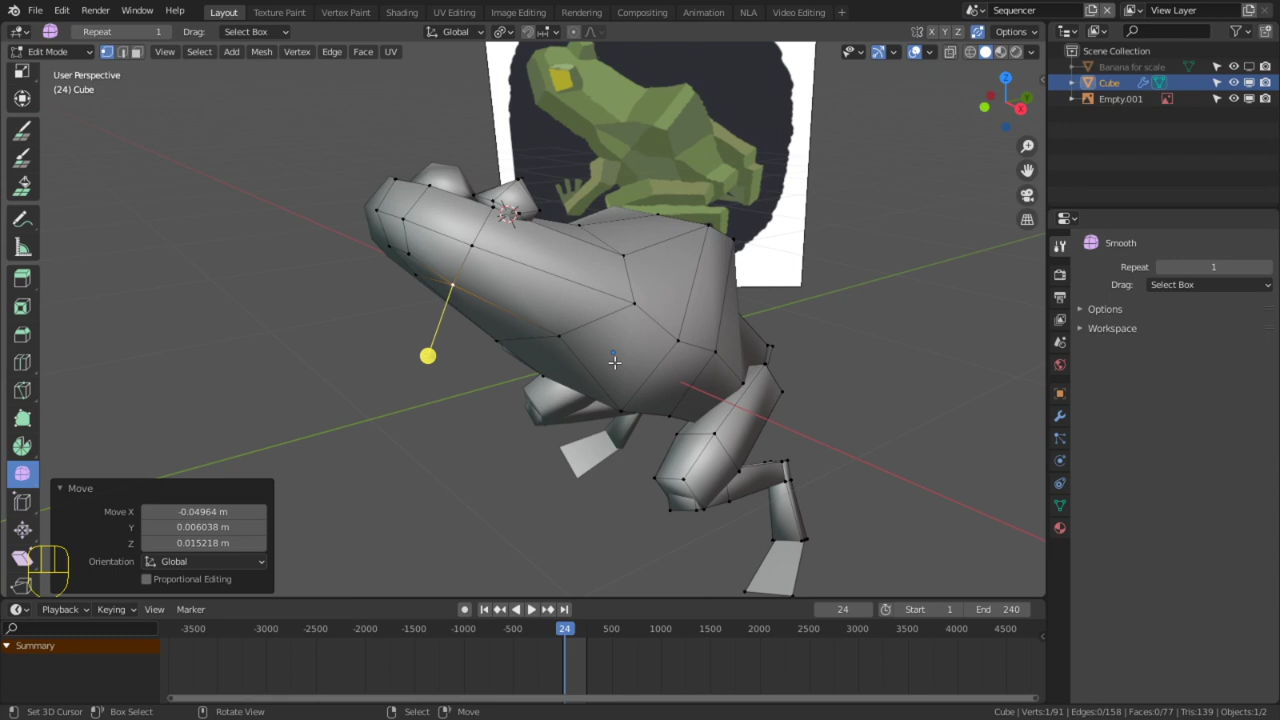 File Edit Render Window Help
Layout Texture Paint Vertex Paint Shading UV Editing Image Editing Rendering Compositing Animation NLA Video Editing +
Sequencer View Layer
Repeat 1 Drag: Select Box Global X Y Z Options
Edit Mode View Select Add Mesh Vertex Edge Face UV
User Perspective
(24) Cube
Z
Y
X
Scene Collection
Banana for scale
Cube
Empty.001
Smooth
Repeat 1
Drag: Select Box
Options
Workspace
Move
Move X -0.04964 m
Y 0.006038 m
Z 0.015218 m
Orientation Global
Proportional Editing
Playback Keying View Marker 24 Start 1 End 240
-3500 -3000 -2500 -2000 -1500 -1000 -500 24 500 1000 1500 2000 2500 3000 3500 4000 4500
Summary
Set 3D Cursor Box Select Rotate View Select Move Cube | Verts:1/91 | Edges:0/158 | Faces:0/77 | Tris:139 | Objects:1/2